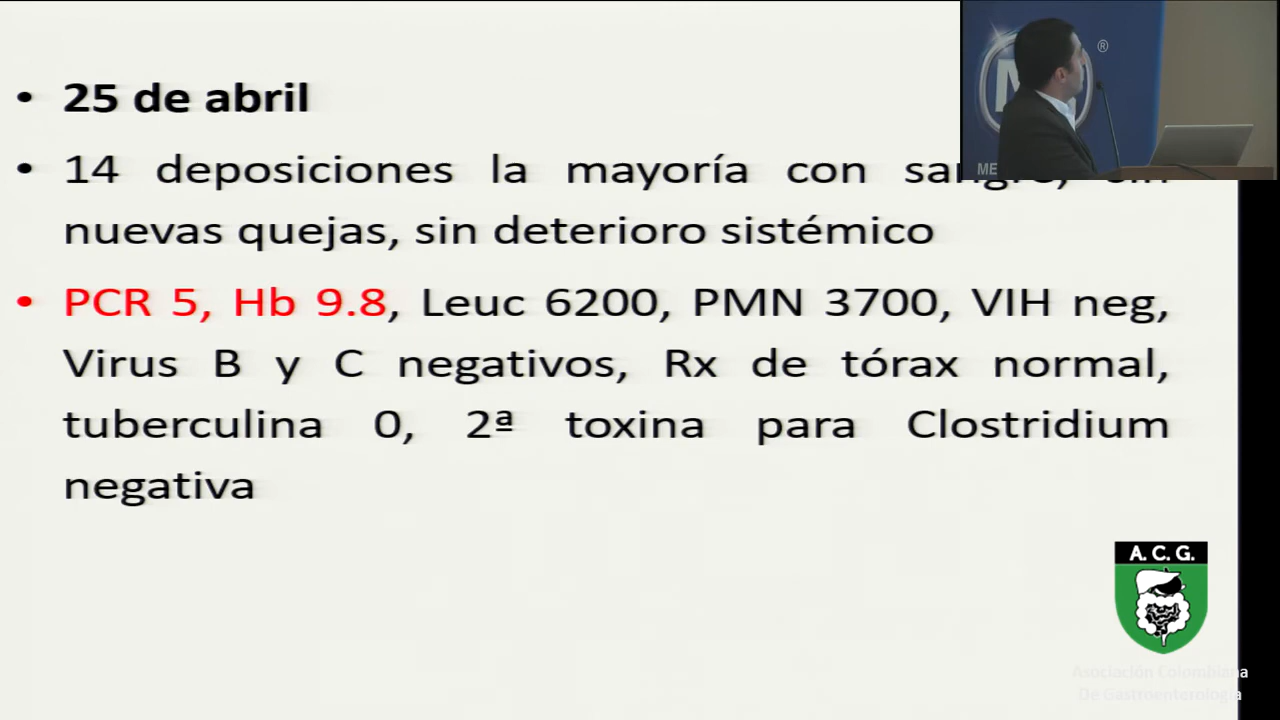 25 de abril
14 deposiciones la mayoría con sangre, sin
nuevas quejas, sin deterioro sistémico
PCR 5, Hb 9.8, Leuc 6200, PMN 3700, VIH neg,
Virus B y C negativos, Rx de tórax normal,
tuberculina 0, 2ª toxina para Clostridium
negativa
A. C. G.
Asociación Colombiana
De Gastroenterología
®
ME